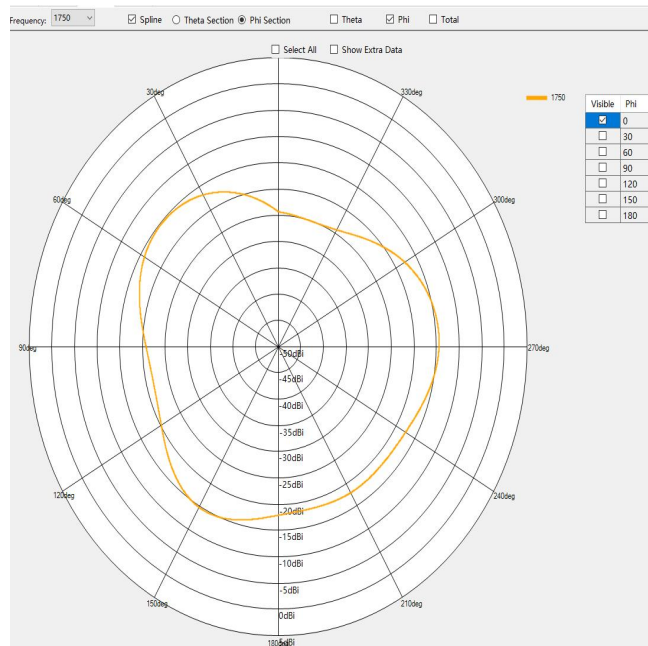 Frequency: 1750 Spline Theta Section Phi Section Theta Phi Total
Select All Show Extra Data
1750
Visible Phi
0
30
60
90
120
150
180
30deg 330deg
60deg 300deg
90deg 270deg
120deg 240deg
150deg 210deg
-50dBi
-45dBi
-40dBi
-35dBi
-30dBi
-25dBi
-20dBi
-15dBi
-10dBi
-5dBi
0dBi